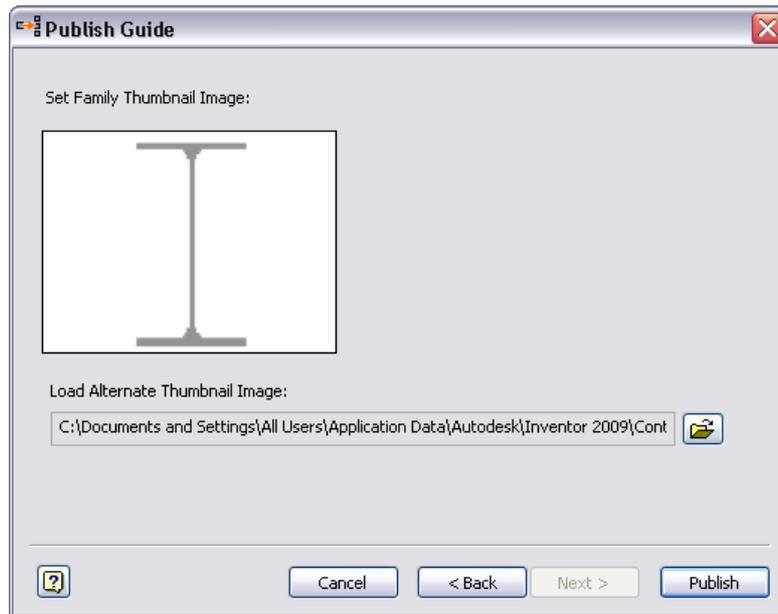 Publish Guide
Set Family Thumbnail Image:
Load Alternate Thumbnail Image:
C:\Documents and Settings\All Users\Application Data\Autodesk\Inventor 2009\Cont
? Cancel < Back Next > Publish